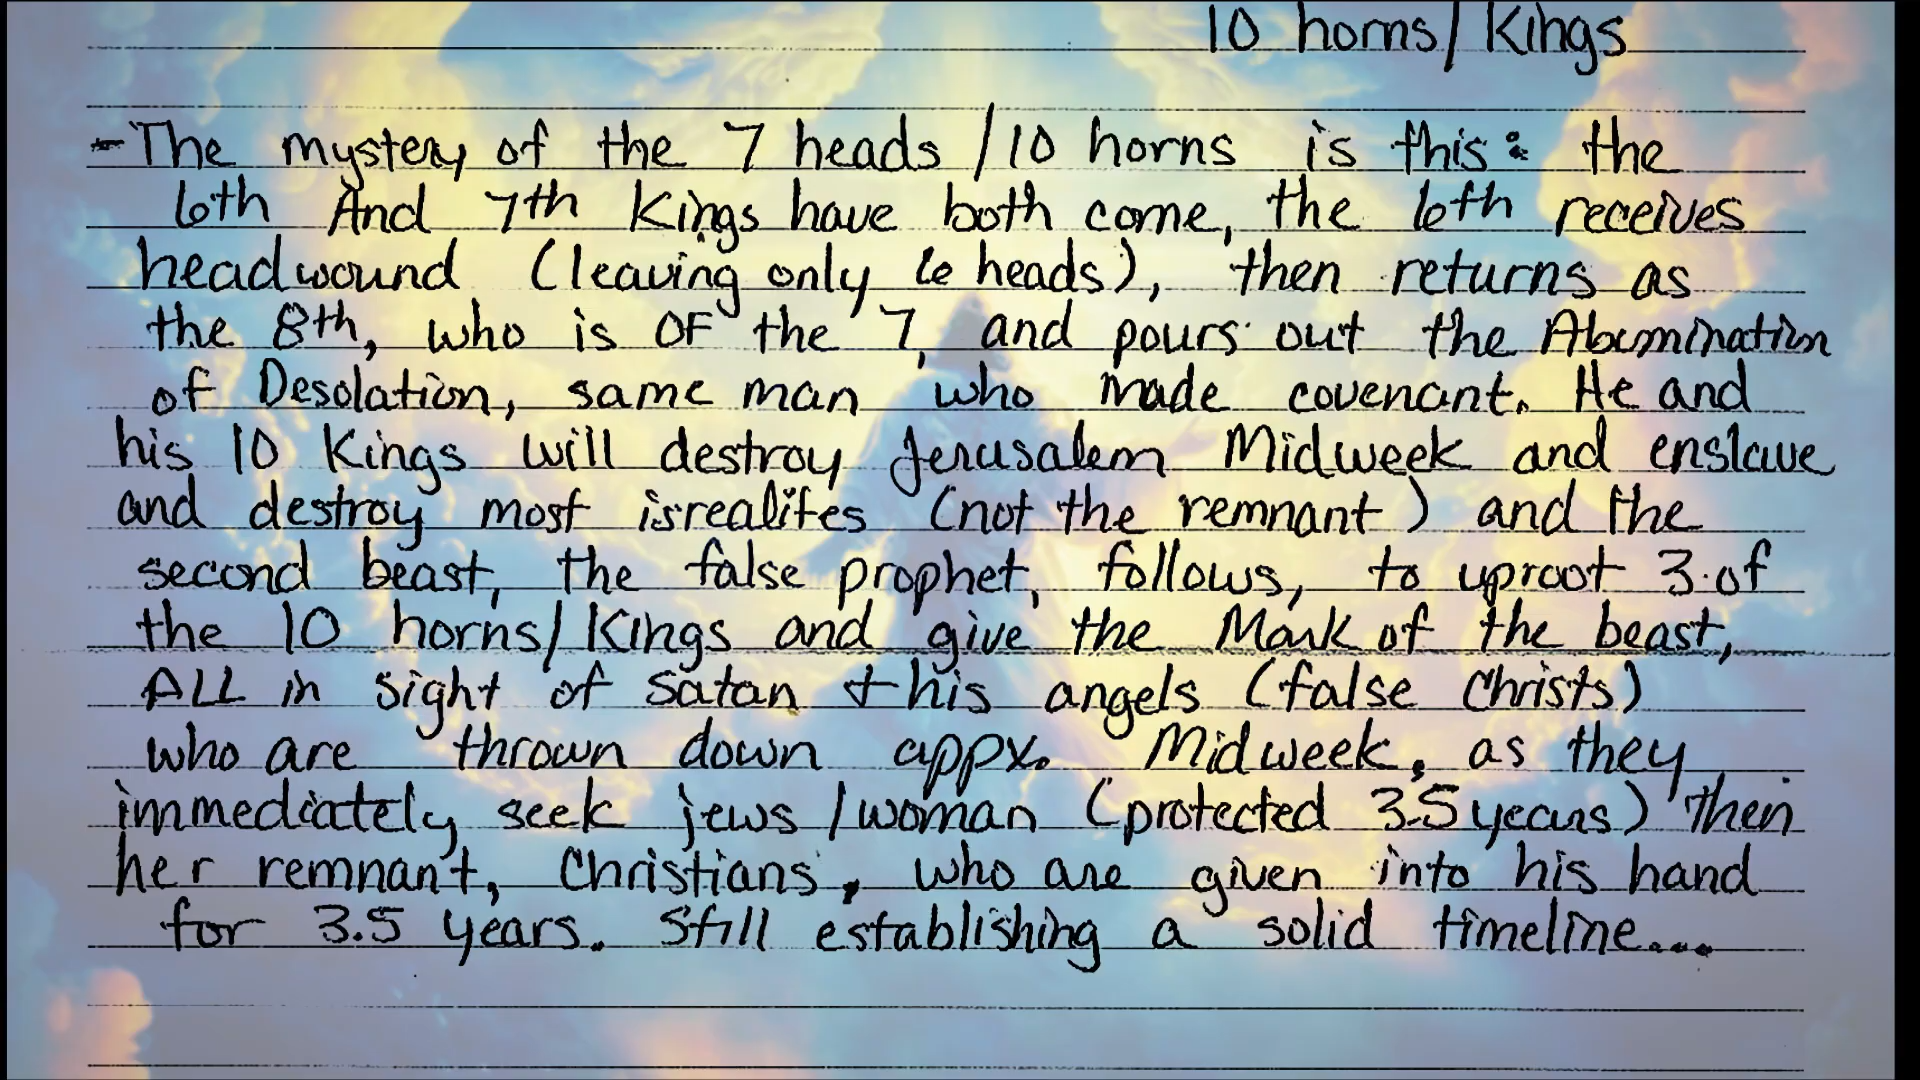 10 horns/Kings
- The mystery of the 7 heads /10 horns is this: the
6th And 7th Kings have both come, the 6th receives
headwound (leaving only 6 heads), then returns as
the 8th, who is OF the 7, and pours out the Abomination
of Desolation, same man who made covenant. He and
his 10 Kings will destroy Jerusalem Midweek and enslave
and destroy most isrealites (not the remnant) and the
second beast, the false prophet, follows, to uproot 3 of
the 10 horns/Kings and give the Mark of the beast,
ALL in sight of Satan + his angels (false Christs)
who are thrown down appx. Midweek, as they
immediately seek jews /woman (protected 3.5 years) then
her remnant, Christians, who are given into his hand
for 3.5 years. Still establishing a solid timeline...